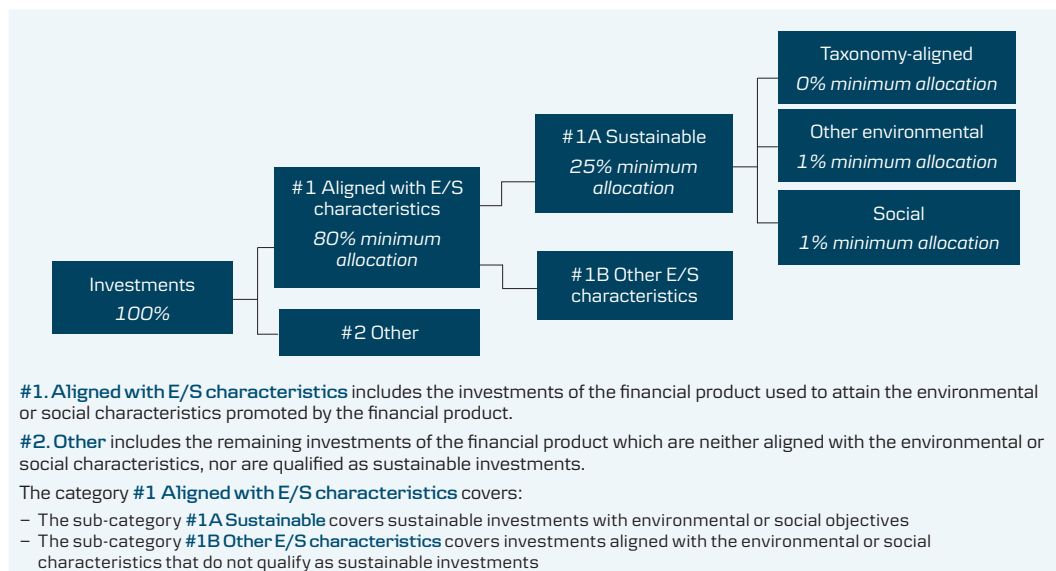 Investments
100%
#1 Aligned with E/S
characteristics
80% minimum
allocation
#2 Other
#1A Sustainable
25% minimum
allocation
#1B Other E/S
characteristics
Taxonomy-aligned
0% minimum allocation
Other environmental
1% minimum allocation
Social
1% minimum allocation
#1. Aligned with E/S characteristics includes the investments of the financial product used to attain the environmental
or social characteristics promoted by the financial product.
#2. Other includes the remaining investments of the financial product which are neither aligned with the environmental or
social characteristics, nor are qualified as sustainable investments.
The category #1 Aligned with E/S characteristics covers:
– The sub-category #1A Sustainable covers sustainable investments with environmental or social objectives
– The sub-category #1B Other E/S characteristics covers investments aligned with the environmental or social
characteristics that do not qualify as sustainable investments